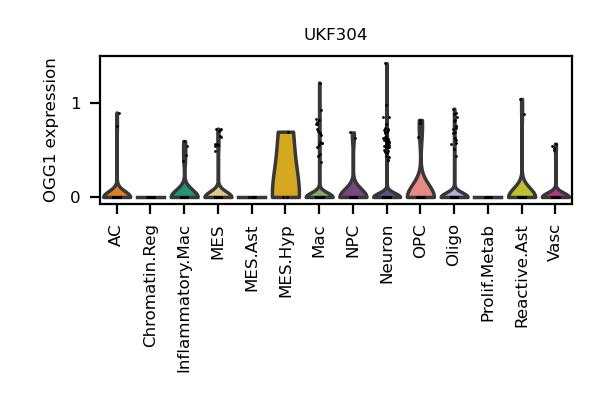 UKF304
OGG1 expression
1
0
AC
Chromatin.Reg
Inflammatory.Mac
MES
MES.Ast
MES.Hyp
Mac
NPC
Neuron
OPC
Oligo
Prolif.Metab
Reactive.Ast
Vasc